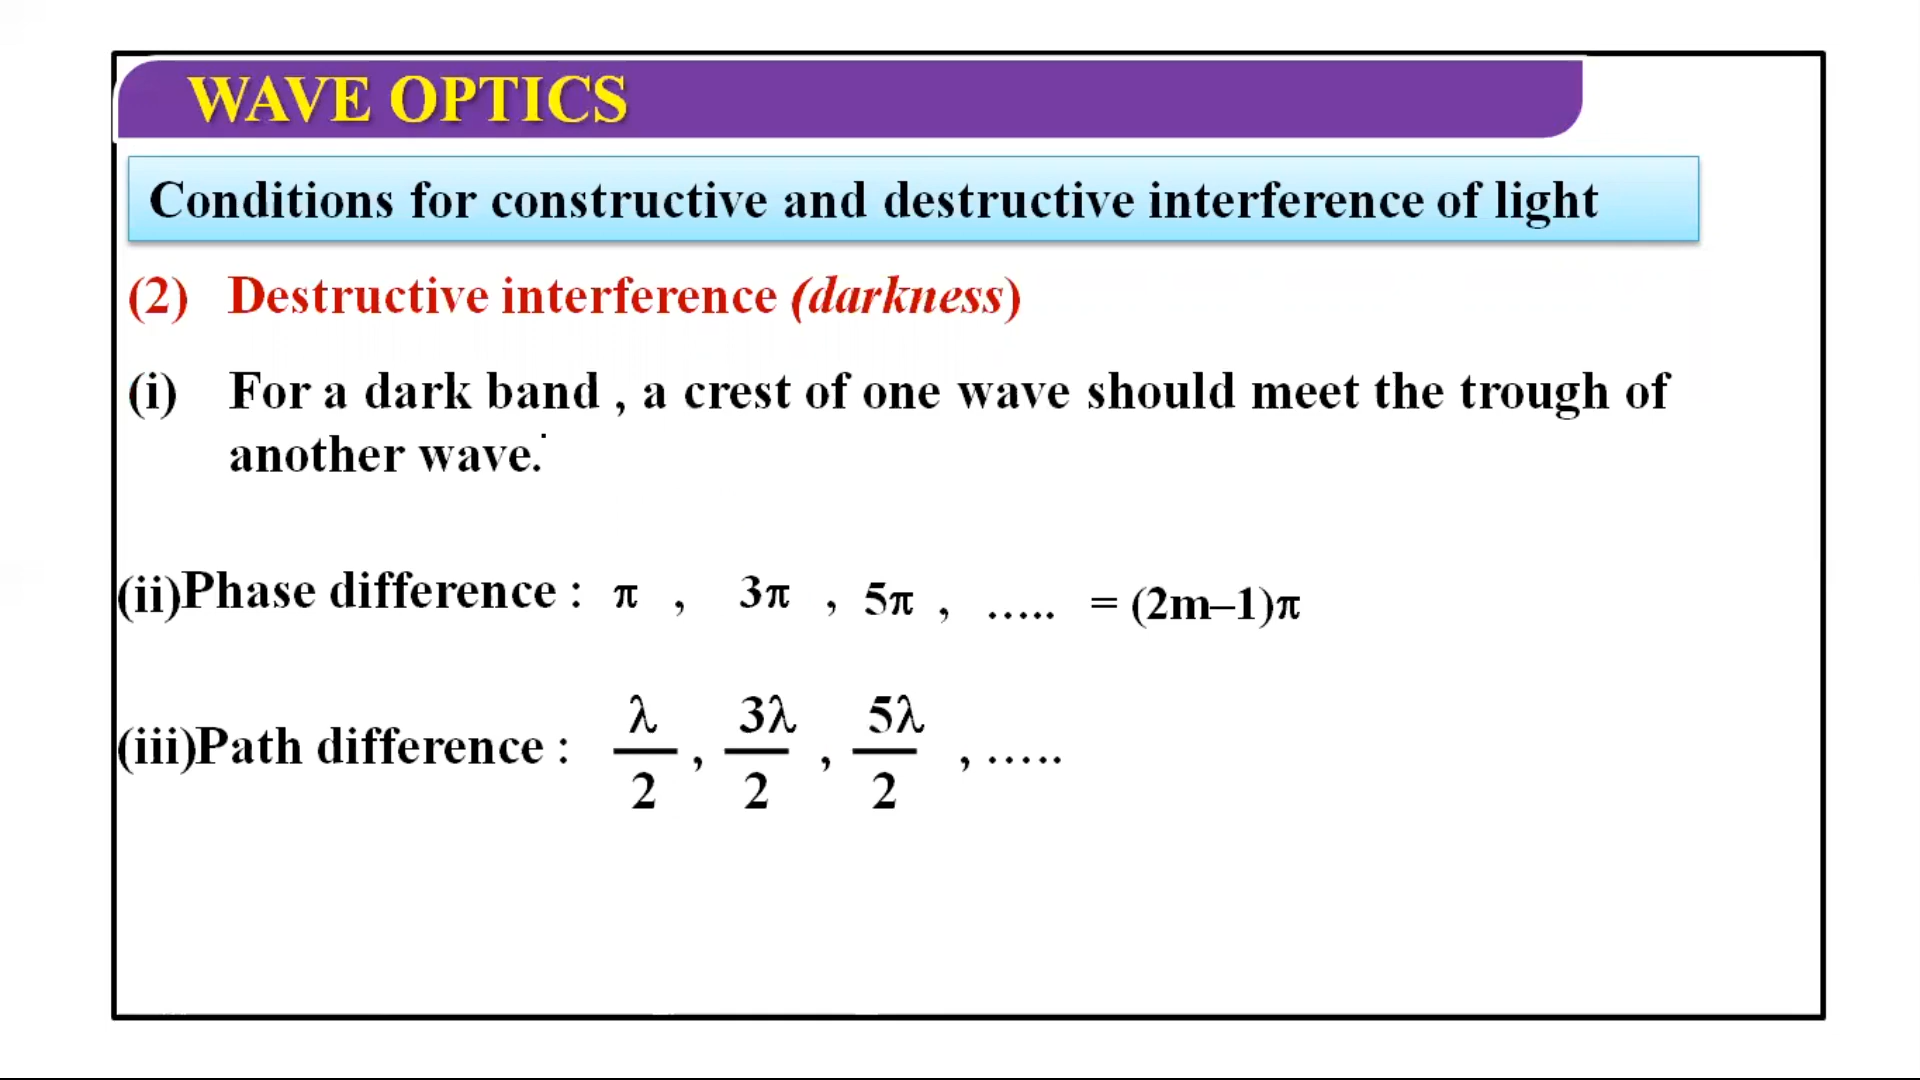 WAVE OPTICS
Conditions for constructive and destructive interference of light
(2) Destructive interference (darkness)
(i) For a dark band , a crest of one wave should meet the trough of
another wave.
(ii)Phase difference : π , 3π , 5π , ..... = (2m–1)π
(iii)Path difference : λ/2 , 3λ/2 , 5λ/2 , .....